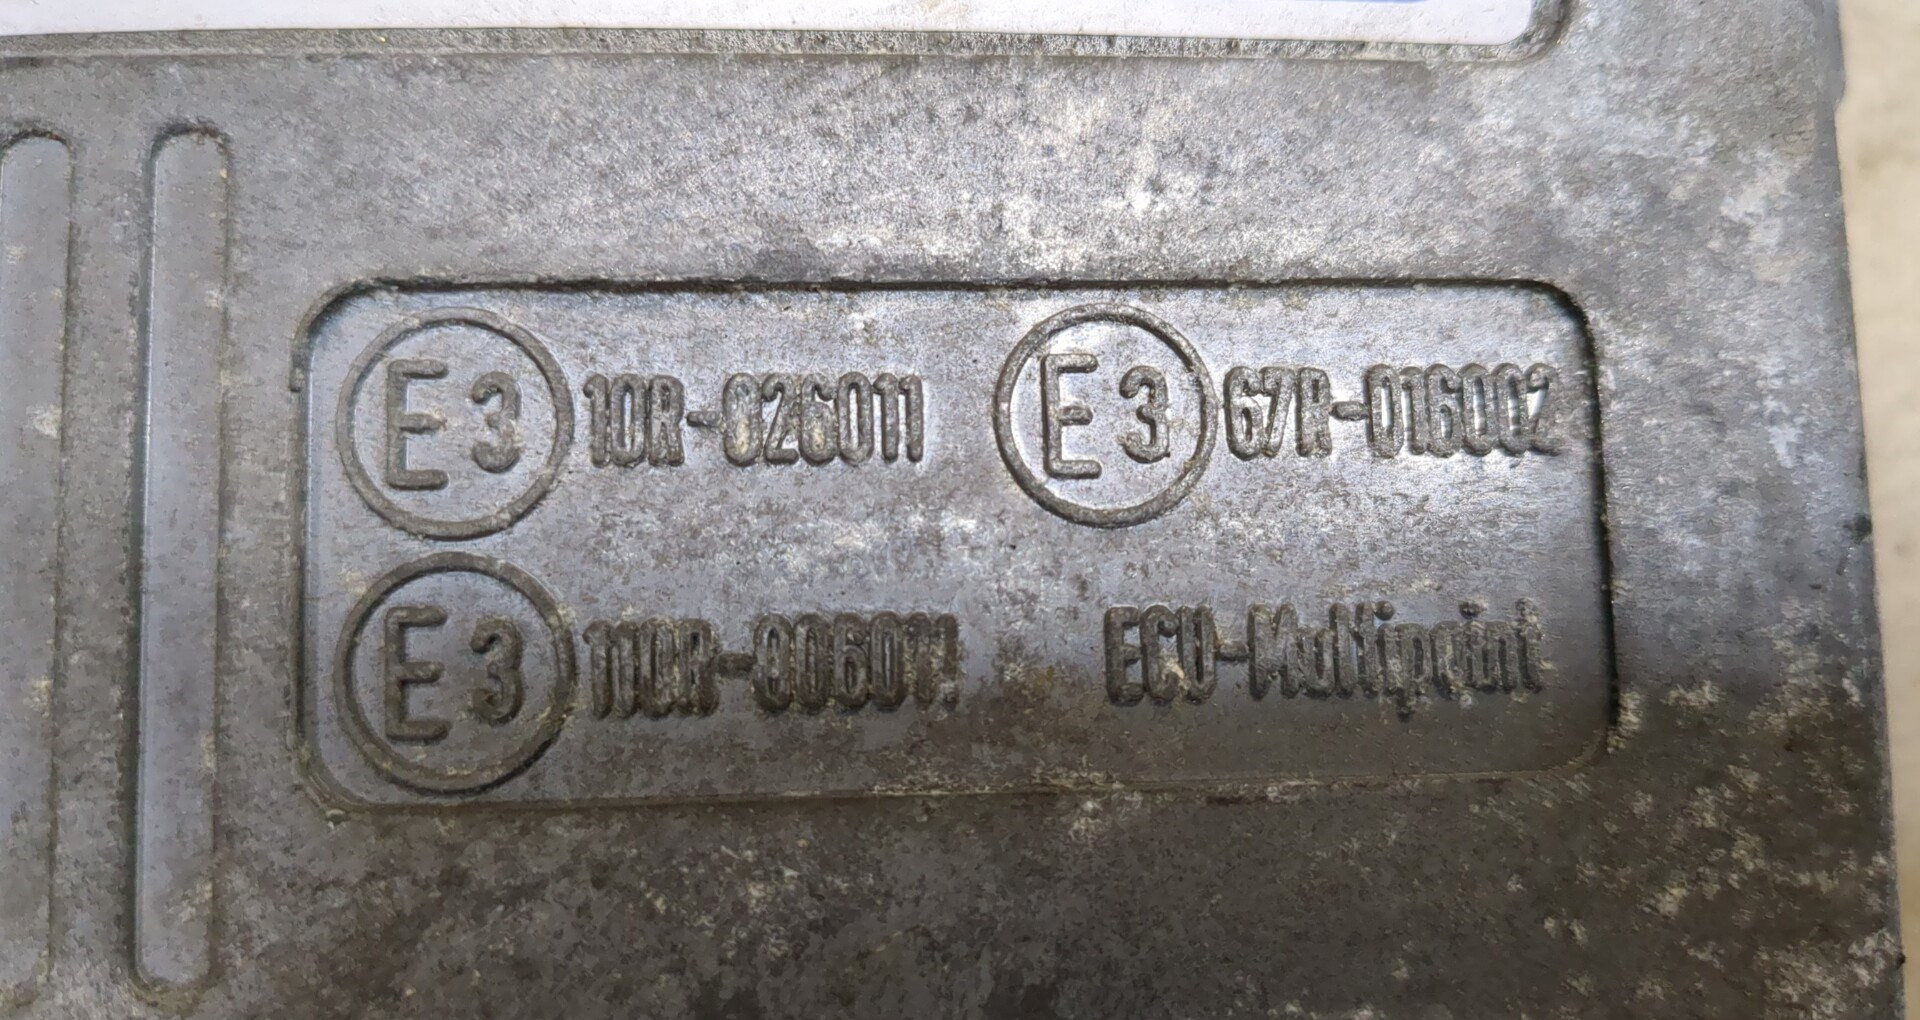 E3 10R-026011 E3 67R-016002
E3 110R-006011 ECU-Multipoint